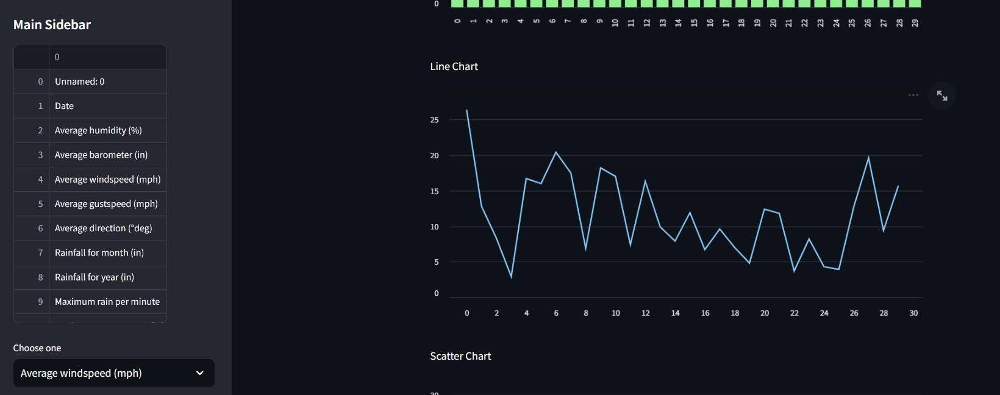 Main Sidebar
0
0 Unnamed: 0
1 Date
2 Average humidity (%)
3 Average barometer (in)
4 Average windspeed (mph)
5 Average gustspeed (mph)
6 Average direction (°deg)
7 Rainfall for month (in)
8 Rainfall for year (in)
9 Maximum rain per minute
Choose one
Average windspeed (mph)
0
0 1 2 3 4 5 6 7 8 9 10 11 12 13 14 15 16 17 18 19 20 21 22 23 24 25 26 27 28 29
Line Chart
25
20
15
10
5
0
0 2 4 6 8 10 12 14 16 18 20 22 24 26 28 30
Scatter Chart